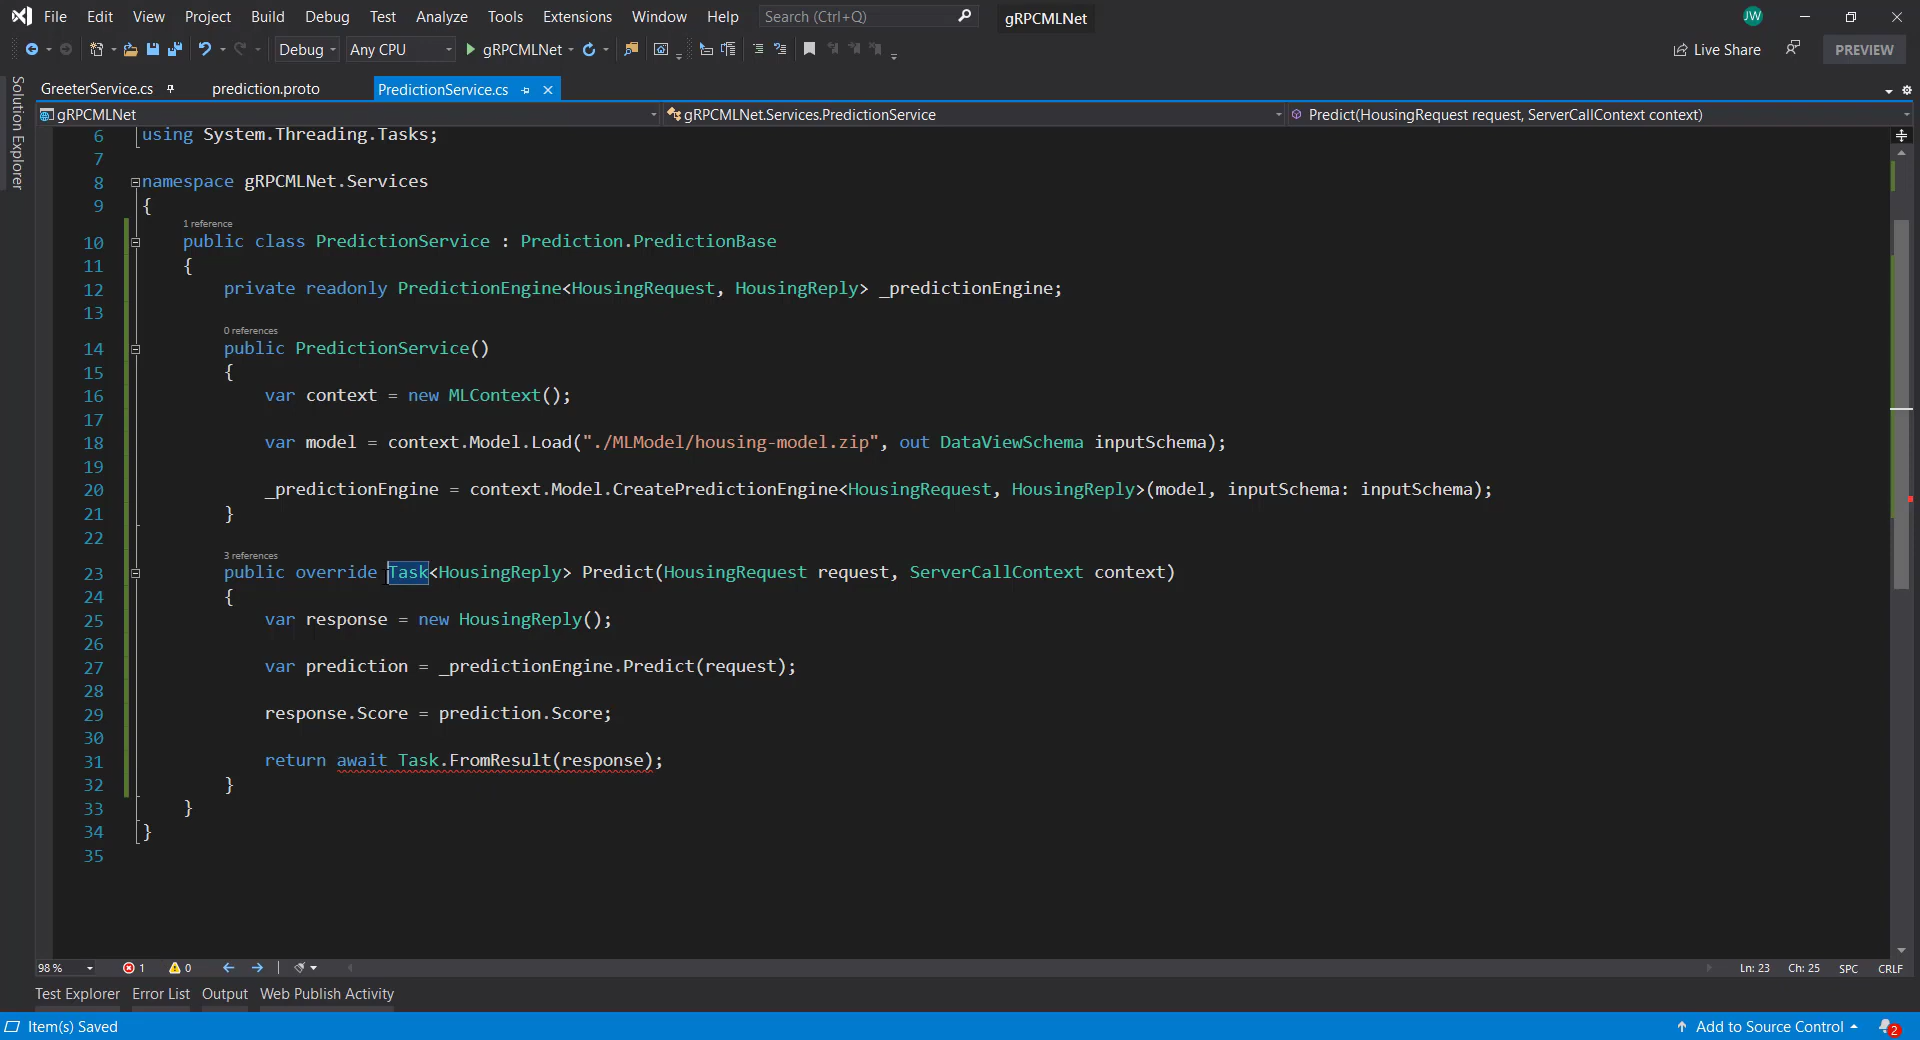 File Edit View Project Build Debug Test Analyze Tools Extensions Window Help Search (Ctrl+Q) gRPCMLNet JW
Debug Any CPU gRPCMLNet Live Share PREVIEW
Solution Explorer
GreeterService.cs prediction.proto PredictionService.cs
gRPCMLNet gRPCMLNet.Services.PredictionService Predict(HousingRequest request, ServerCallContext context)
6 using System.Threading.Tasks;
7
8 namespace gRPCMLNet.Services
9 {
1 reference
10 public class PredictionService : Prediction.PredictionBase
11 {
12 private readonly PredictionEngine<HousingRequest, HousingReply> _predictionEngine;
13
0 references
14 public PredictionService()
15 {
16 var context = new MLContext();
17
18 var model = context.Model.Load("./MLModel/housing-model.zip", out DataViewSchema inputSchema);
19
20 _predictionEngine = context.Model.CreatePredictionEngine<HousingRequest, HousingReply>(model, inputSchema: inputSchema);
21 }
22
3 references
23 public override Task<HousingReply> Predict(HousingRequest request, ServerCallContext context)
24 {
25 var response = new HousingReply();
26
27 var prediction = _predictionEngine.Predict(request);
28
29 response.Score = prediction.Score;
30
31 return await Task.FromResult(response);
32 }
33 }
34 }
35
98 % 1 0 Ln: 23 Ch: 25 SPC CRLF
Test Explorer Error List Output Web Publish Activity
Item(s) Saved Add to Source Control 2